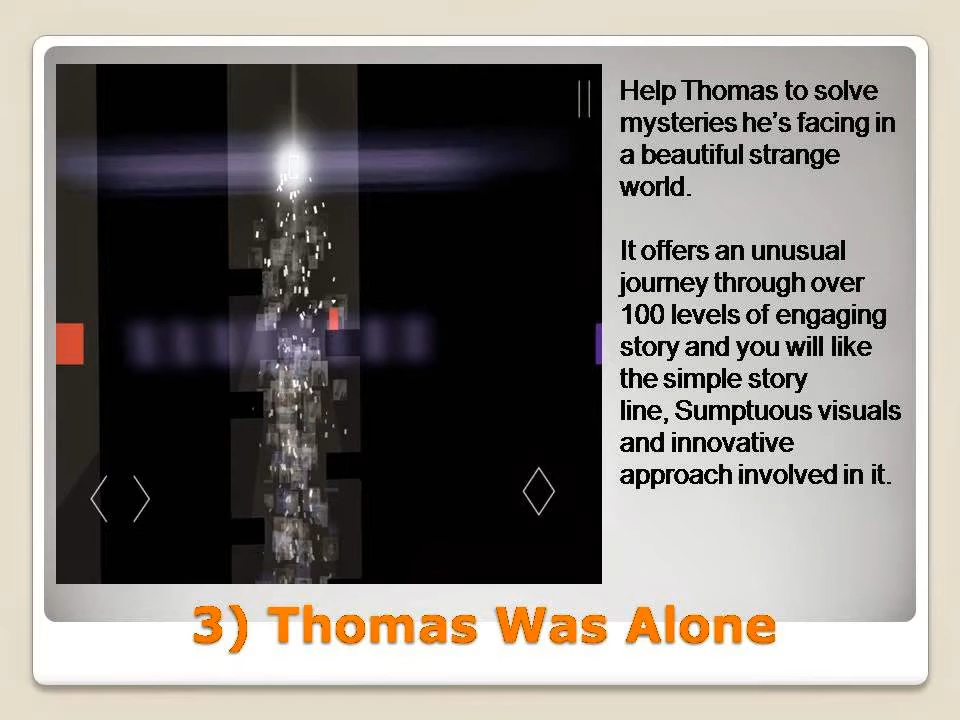 Help Thomas to solve
mysteries he's facing in
a beautiful strange
world.
It offers an unusual
journey through over
100 levels of engaging
story and you will like
the simple story
line, Sumptuous visuals
and innovative
approach involved in it.
3) Thomas Was Alone